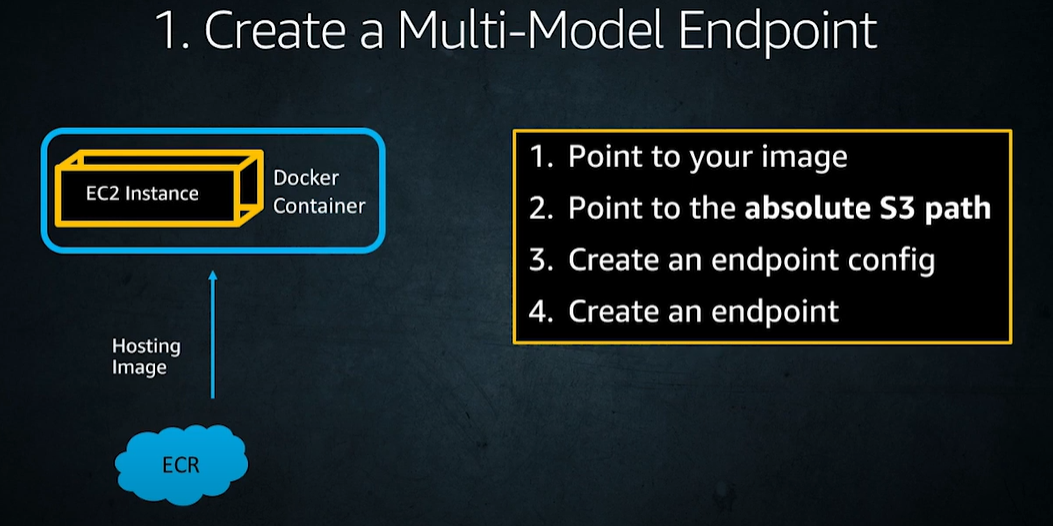 1. Create a Multi-Model Endpoint
EC2 Instance
Docker
Container
Hosting
Image
ECR
1. Point to your image
2. Point to the absolute S3 path
3. Create an endpoint config
4. Create an endpoint